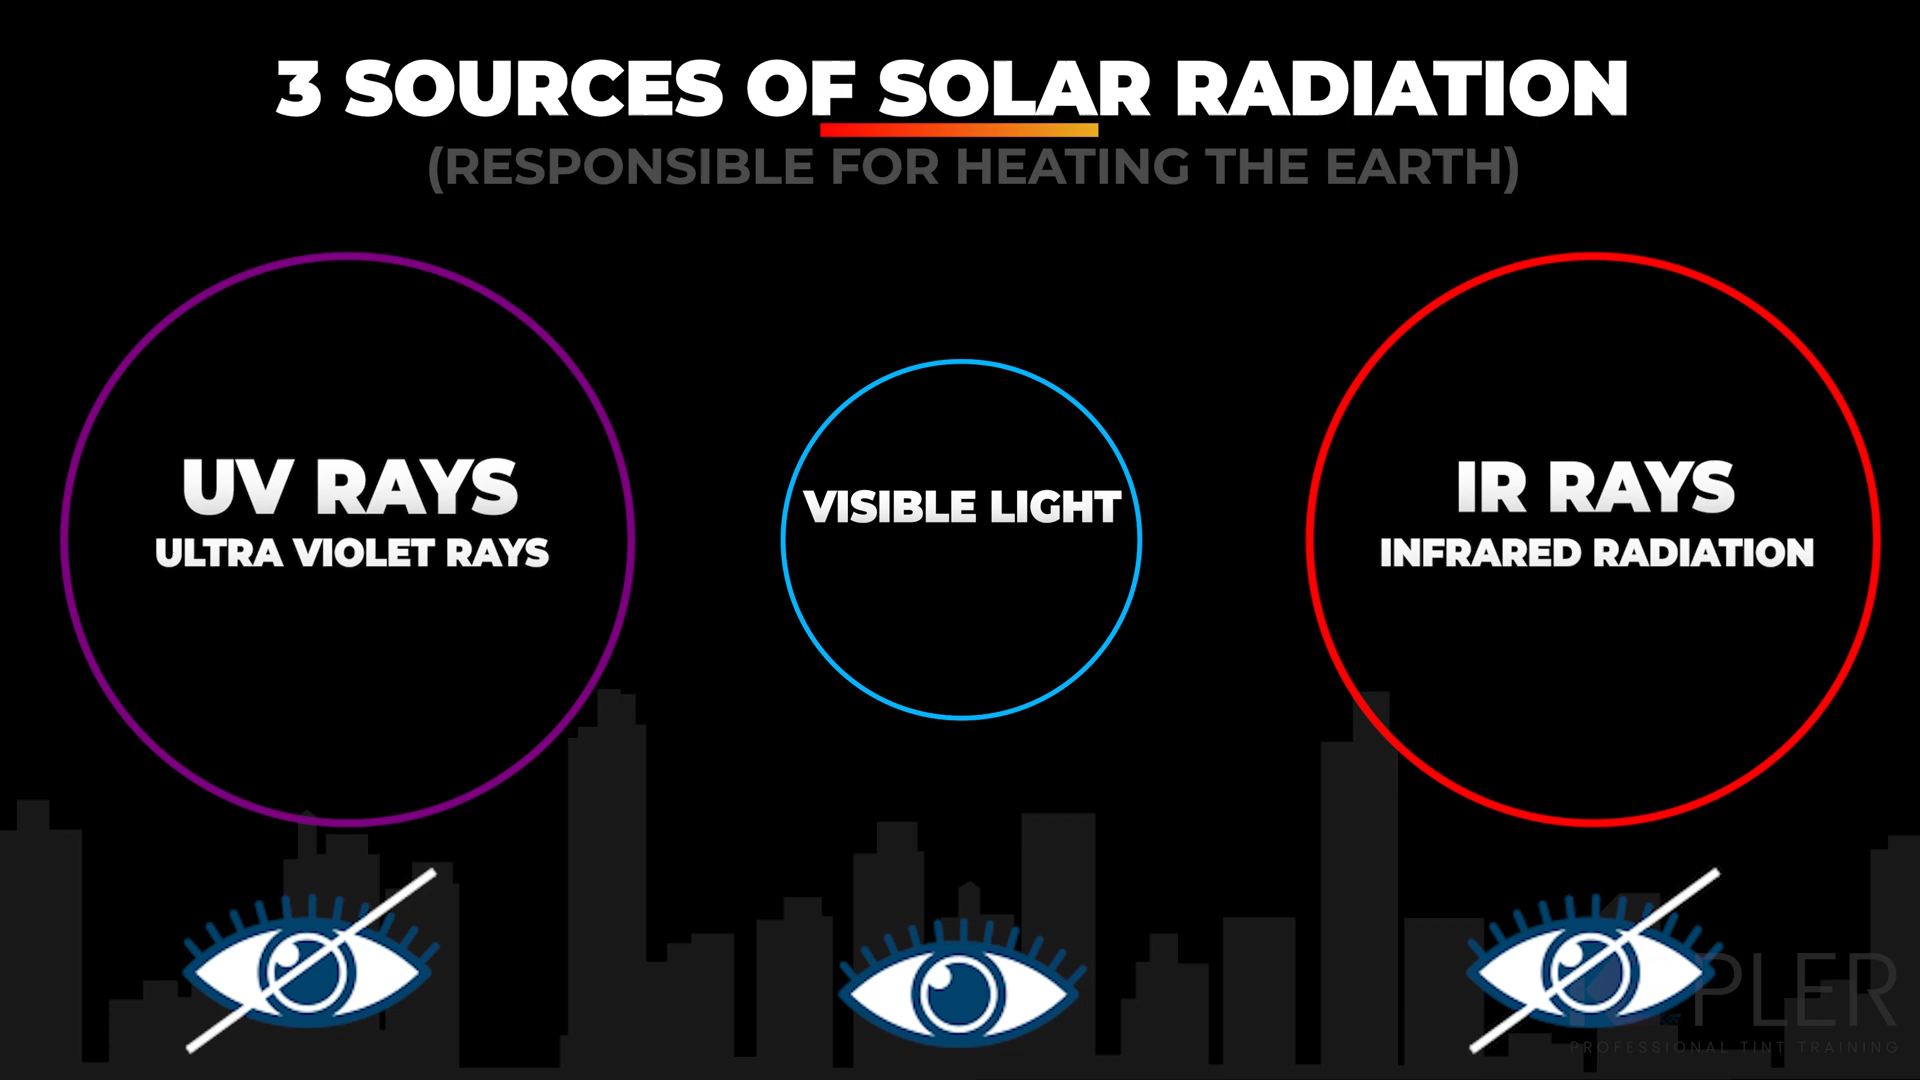 3 SOURCES OF SOLAR RADIATION
(RESPONSIBLE FOR HEATING THE EARTH)
UV RAYS
ULTRA VIOLET RAYS
VISIBLE LIGHT
IR RAYS
INFRARED RADIATION
PLER
PROFESSIONAL TINT TRAINING